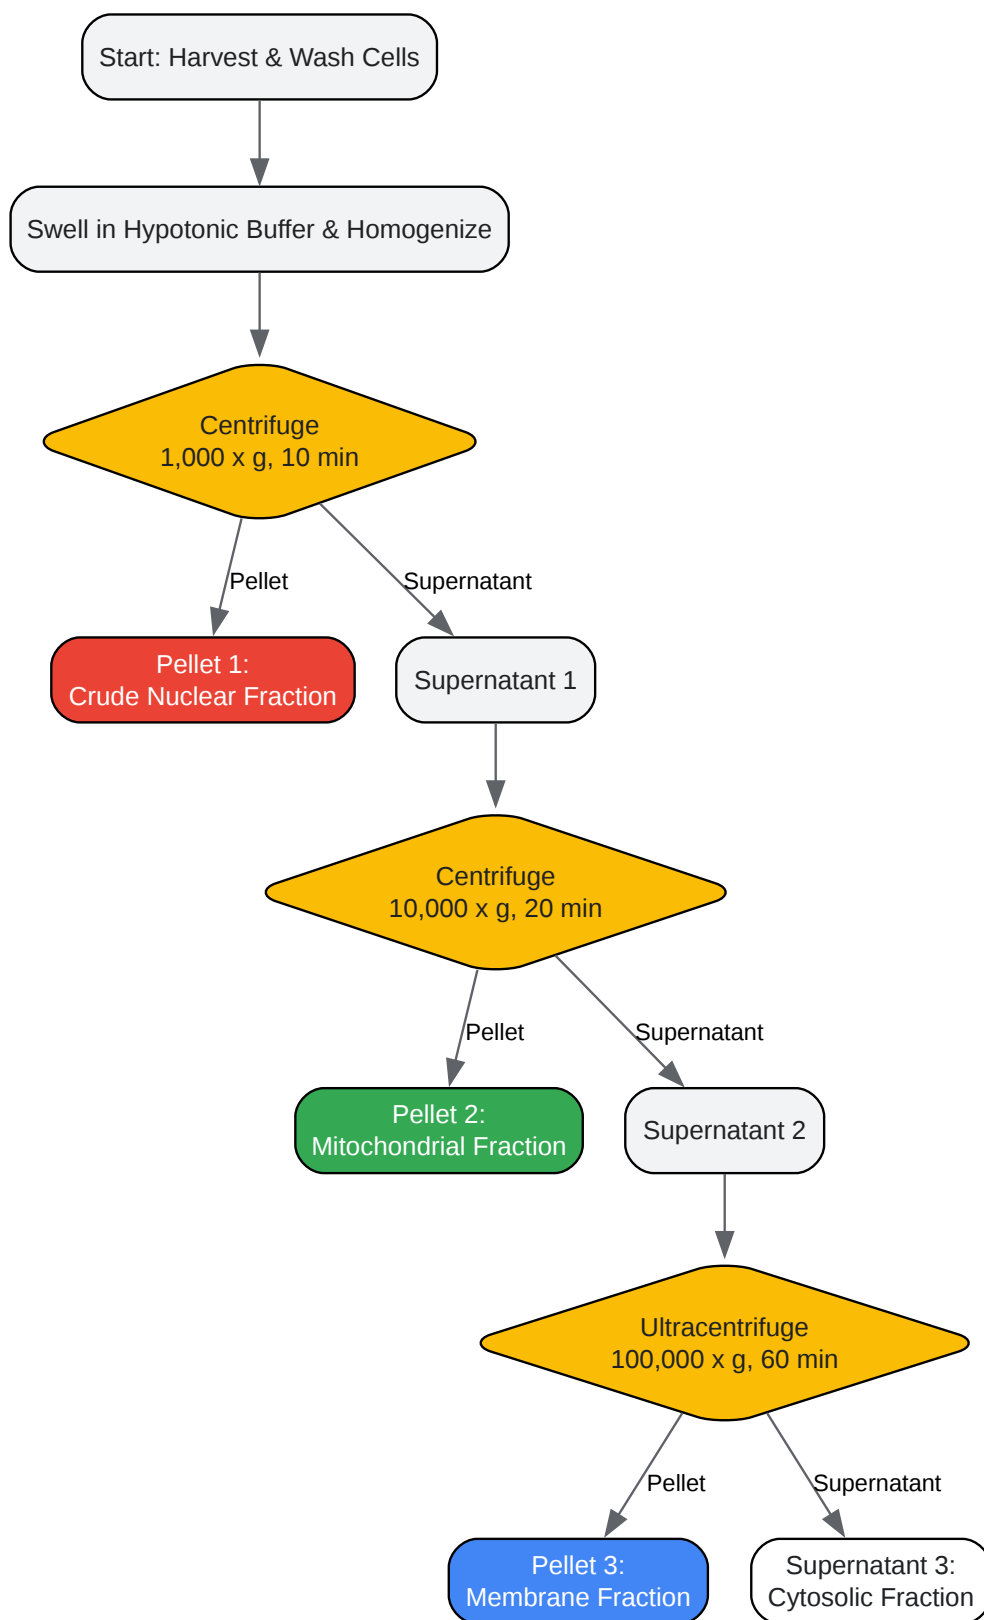 Start: Harvest & Wash Cells
Swell in Hypotonic Buffer & Homogenize
Centrifuge
1,000 x g, 10 min
Pellet
Supernatant
Pellet 1:
Crude Nuclear Fraction
Supernatant 1
Centrifuge
10,000 x g, 20 min
Pellet
Supernatant
Pellet 2:
Mitochondrial Fraction
Supernatant 2
Ultracentrifuge
100,000 x g, 60 min
Pellet
Supernatant
Pellet 3:
Membrane Fraction
Supernatant 3:
Cytosolic Fraction